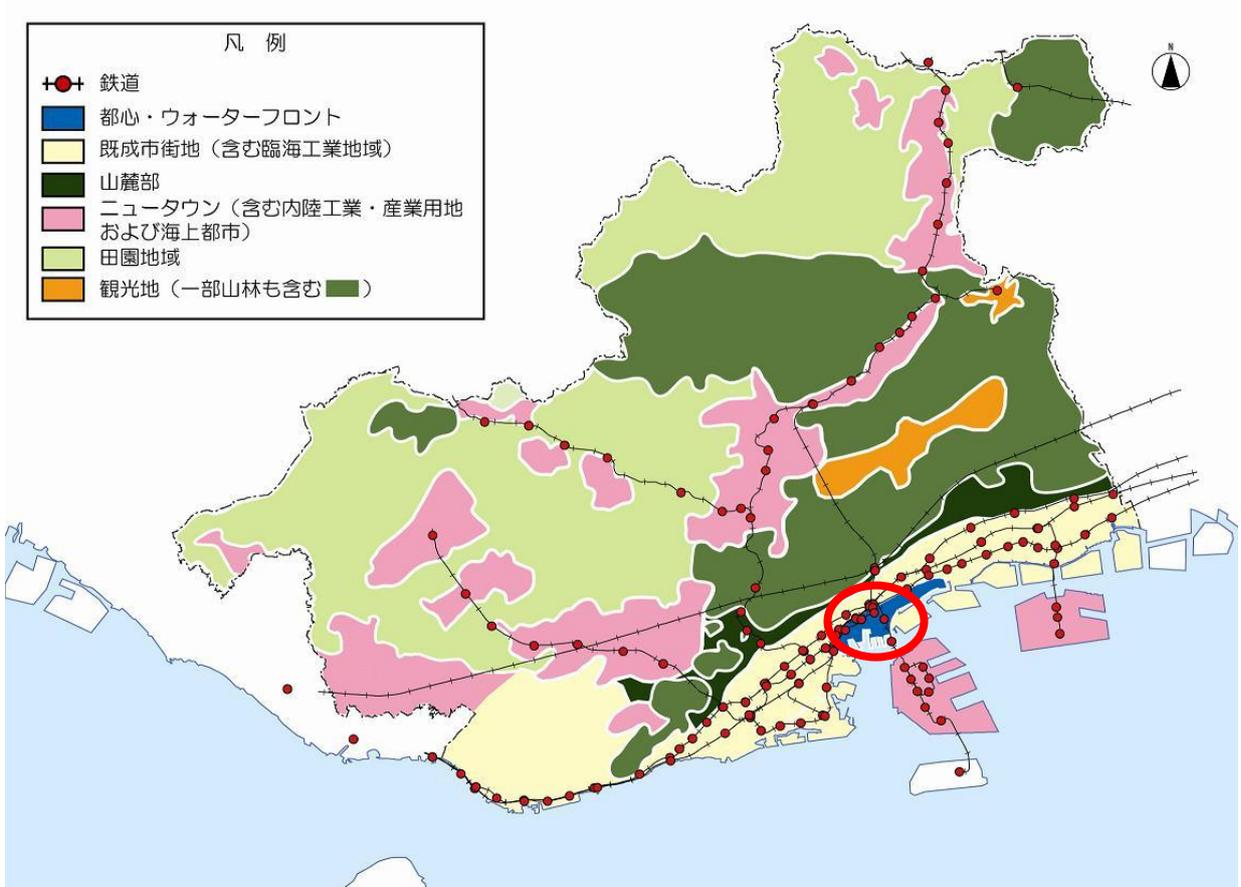 凡 例
鉄道
都心・ウォーターフロント
既成市街地（含む臨海工業地域）
山麓部
ニュータウン（含む内陸工業・産業用地
および海上都市）
田園地域
観光地（一部山林も含む ）
N